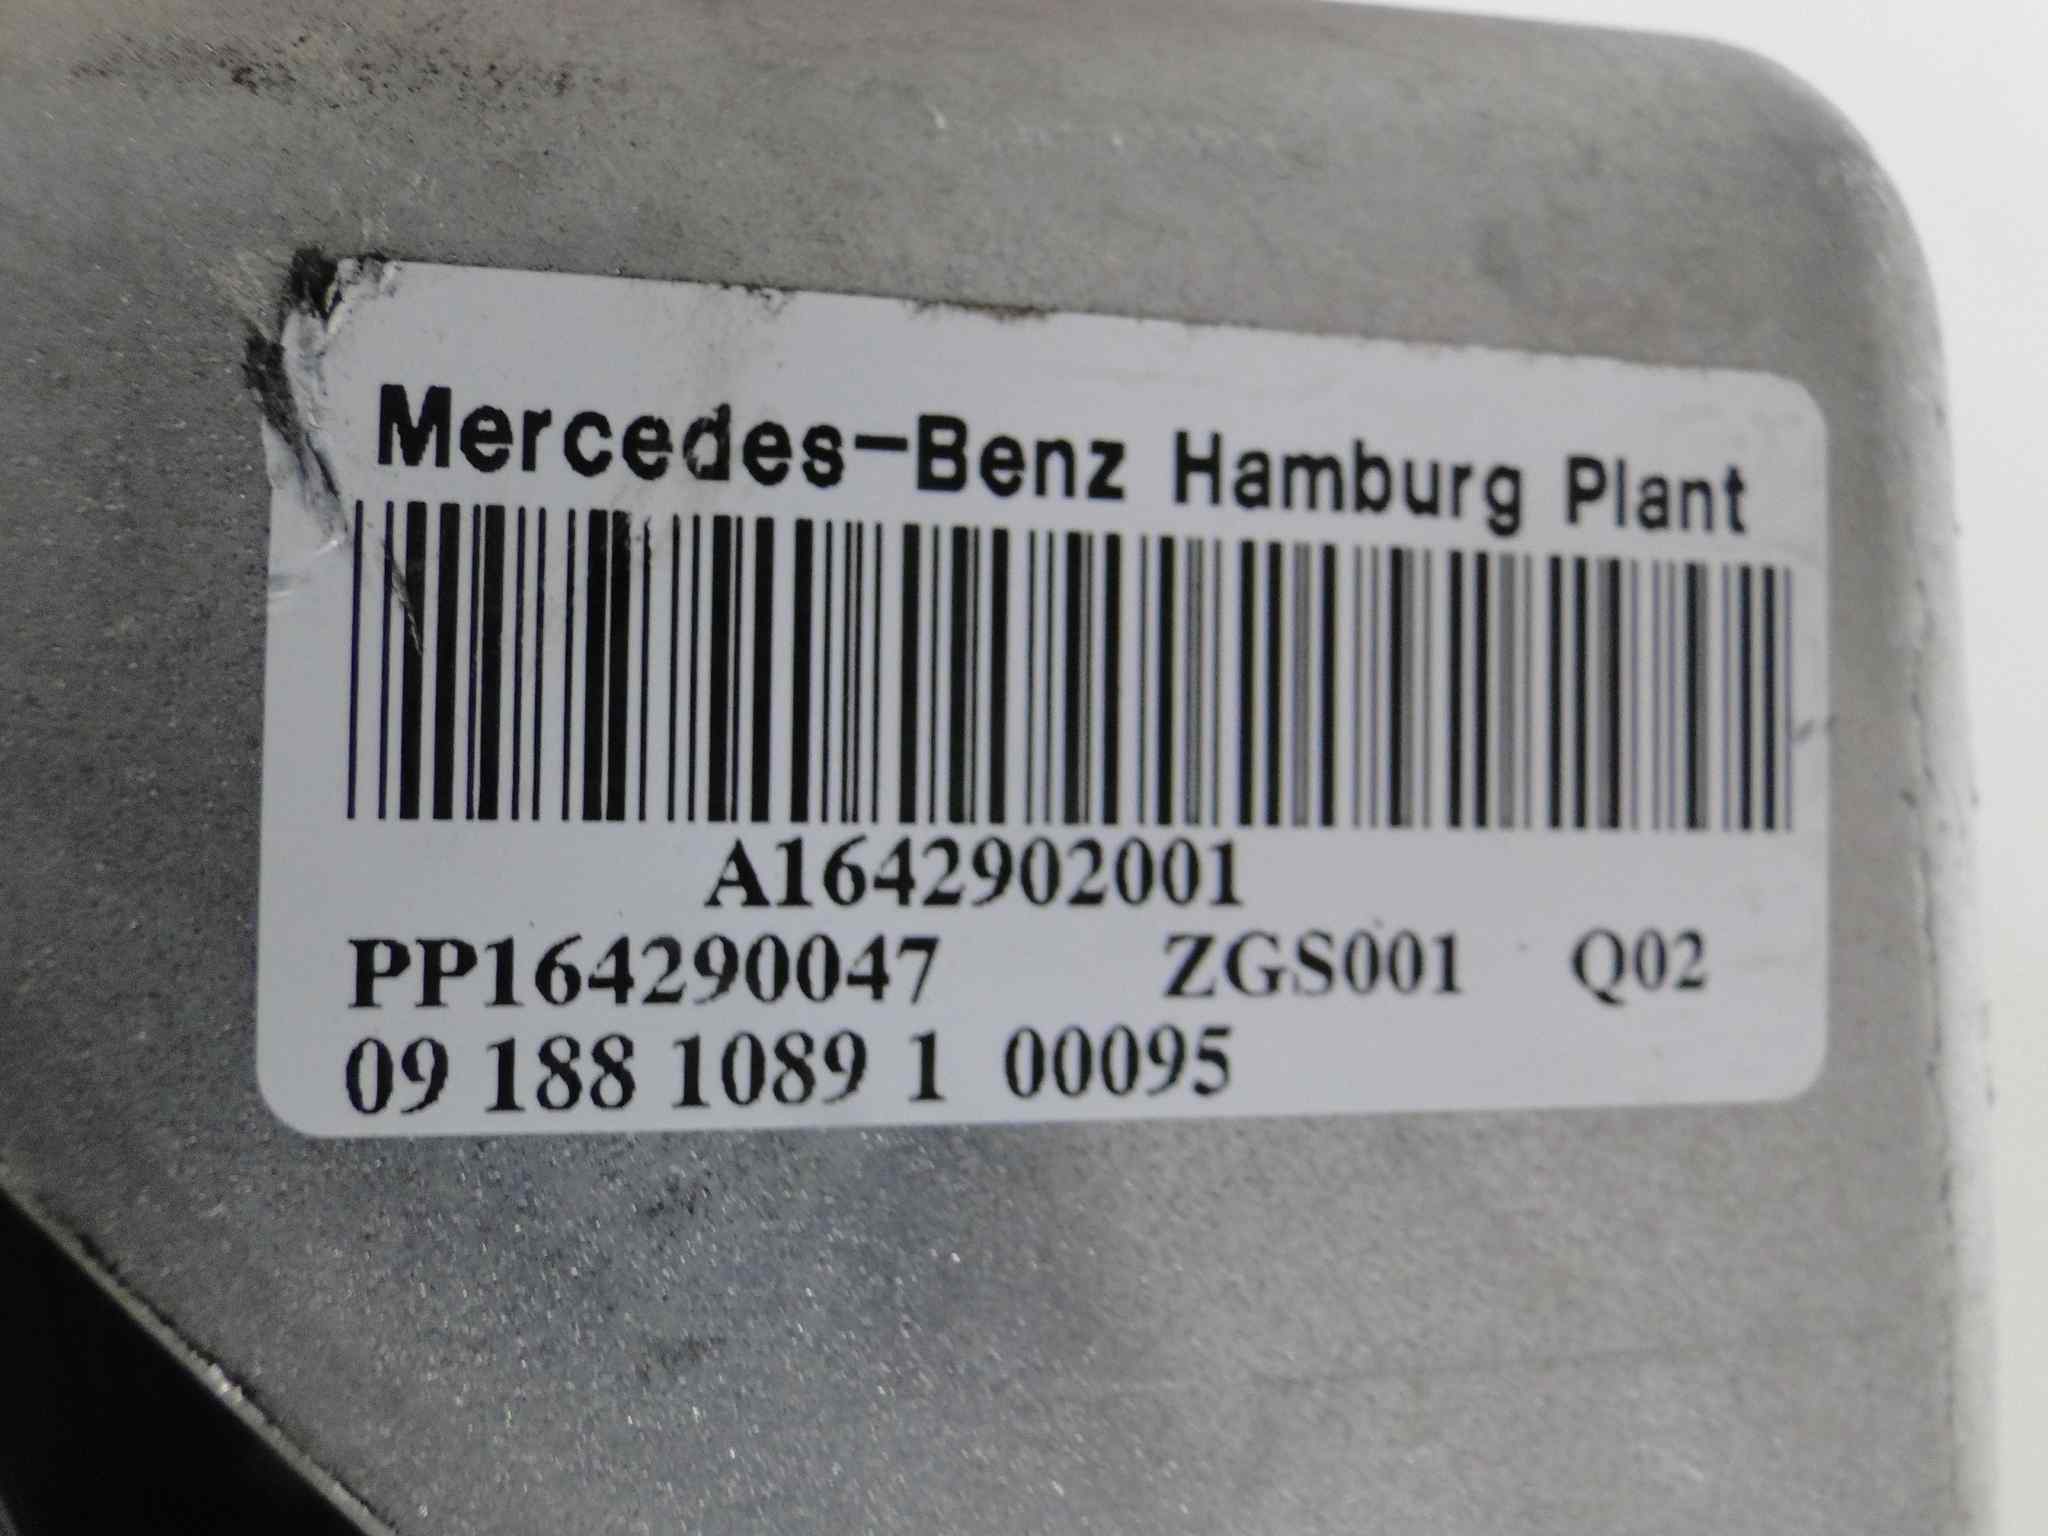 Mercedes-Benz Hamburg Plant
A1642902001
PP164290047 ZGS001 Q02
09 188 1089 1 00095